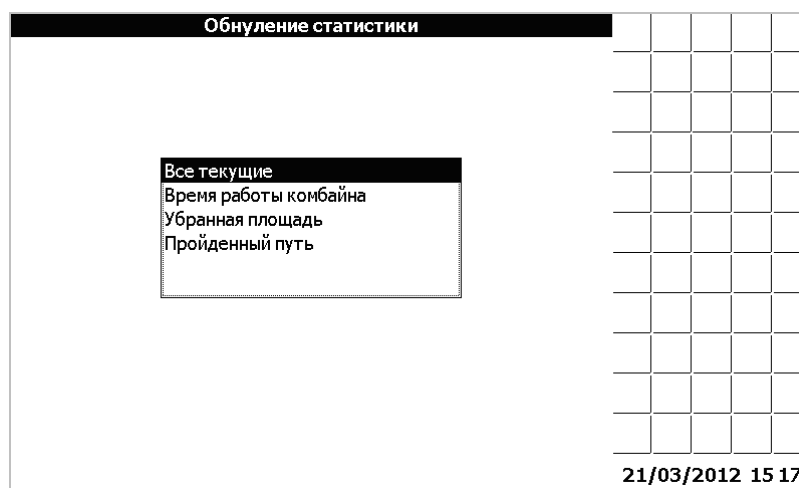 Обнуление статистики
Все текущие
Время работы комбайна
Убранная площадь
Пройденный путь
21/03/2012 15 17